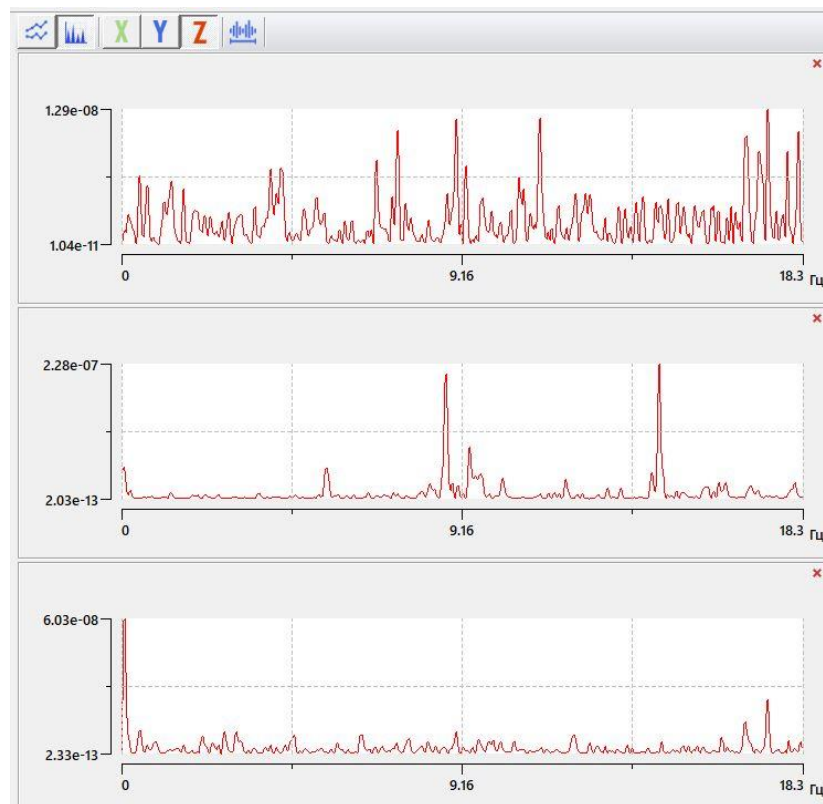 X Y Z
1.29e-08
1.04e-11
0 9.16 18.3 Гц
2.28e-07
2.03e-13
0 9.16 18.3 Гц
6.03e-08
2.33e-13
0 9.16 18.3 Гц